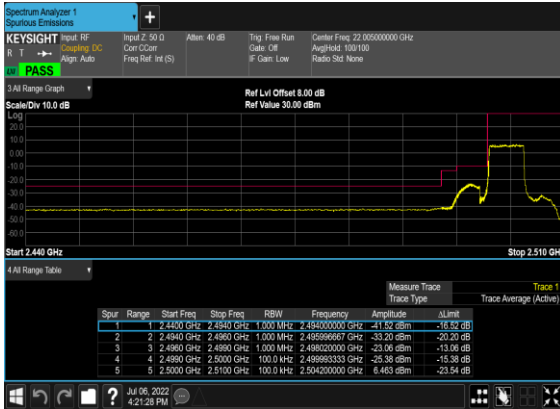 Spectrum Analyzer 1
Spurious Emissions
+
KEYSIGHT Input: RF Input Z: 50 Ω Atten: 40 dB Trig: Free Run Center Freq: 22.005000000 GHz
R T Coupling: DC Corr CCorr Gate: Off Avg|Hold: 100/100
Align: Auto Freq Ref: Int (S) IF Gain: Low Radio Std: None
PASS
3 All Range Graph
Ref Lvl Offset 8.00 dB
Scale/Div 10.0 dB Ref Value 30.00 dBm
Log
20.0
10.0
0.00
-10.0
-20.0
-30.0
-40.0
-50.0
-60.0
Start 2.440 GHz Stop 2.510 GH
4 All Range Table
Measure Trace Trace 1
Trace Type Trace Average (Active)
Spur Range Start Freq Stop Freq RBW Frequency Amplitude ΔLimit
1 1 2.4400 GHz 2.4940 GHz 1.000 MHz 2.494000000 GHz -41.52 dBm -16.52 dB
2 2 2.4940 GHz 2.4960 GHz 1.000 MHz 2.495996667 GHz -33.20 dBm -20.20 dB
3 3 2.4960 GHz 2.4990 GHz 1.000 MHz 2.498020000 GHz -23.06 dBm -13.06 dB
4 4 2.4990 GHz 2.5000 GHz 100.0 kHz 2.499993333 GHz -25.38 dBm -15.38 dB
5 5 2.5000 GHz 2.5100 GHz 100.0 kHz 2.504200000 GHz 6.463 dBm -23.54 dB
? Jul 06, 2022
4:21:28 PM